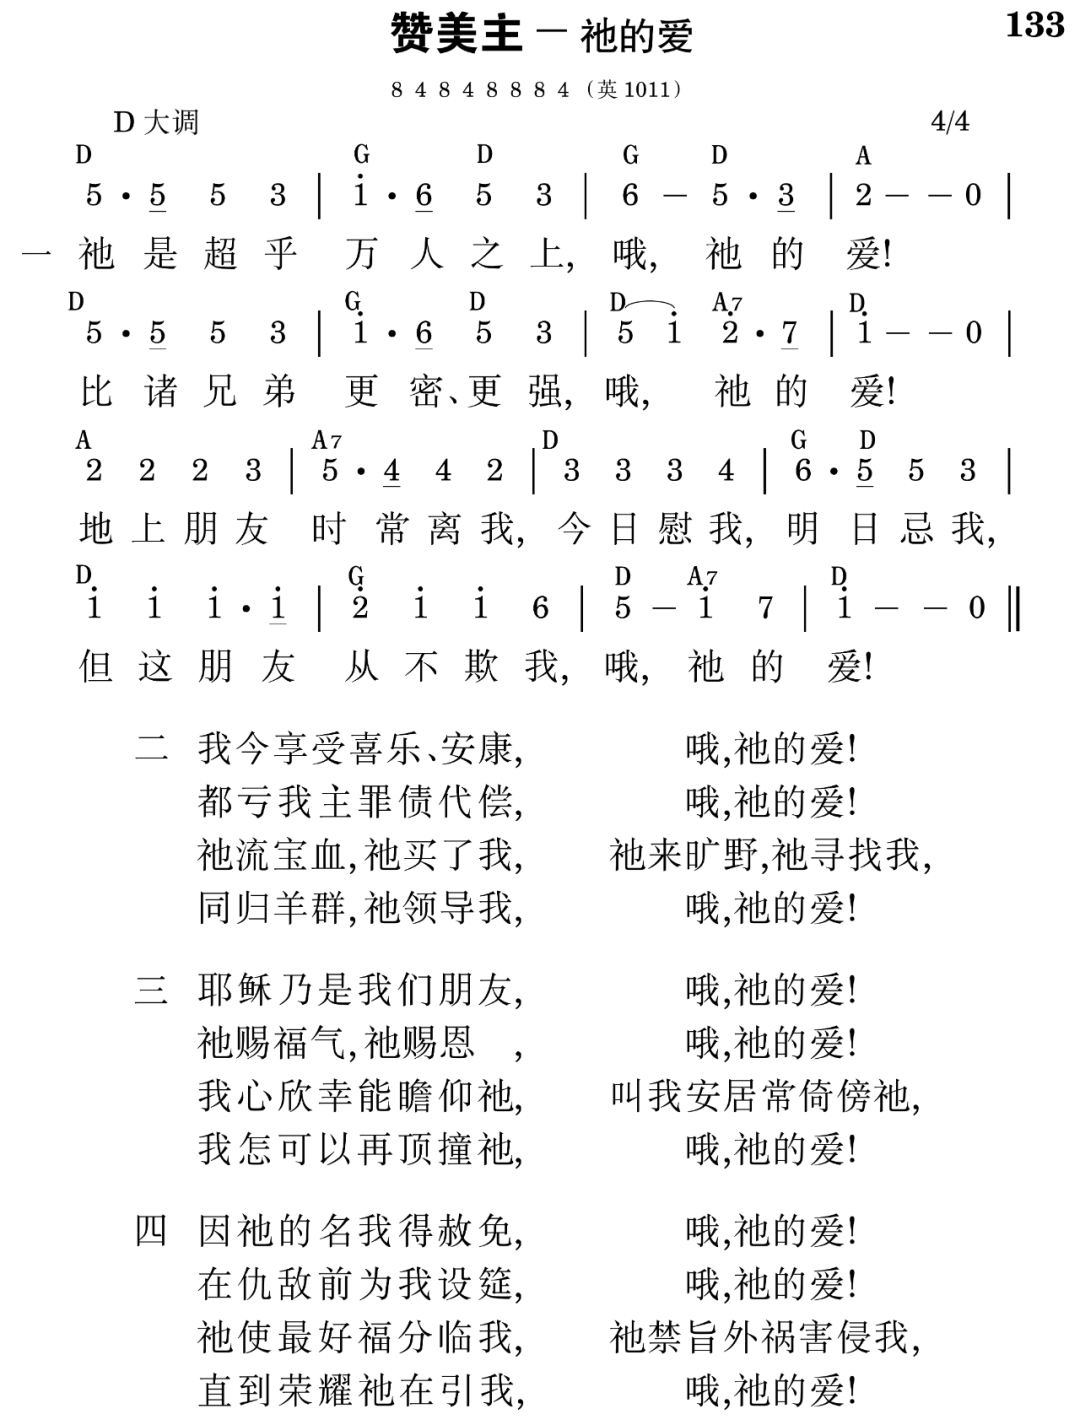 赞美主－祂的爱
133
8 4 8 4 8 8 8 4（英 1011）
D 大调 4/4
D G D G D A
5 · 5 5 3 | i · 6 5 3 | 6 － 5 · 3 | 2 － － 0 |
一 祂 是 超 乎 万 人 之 上, 哦, 祂 的 爱!
D G D D A7 D
5 · 5 5 3 | i · 6 5 3 | 5 i 2̇ · 7 | i － － 0 |
比 诸 兄 弟 更 密、更 强, 哦, 祂 的 爱!
A A7 D G D
2 2 2 3 | 5 · 4 4 2 | 3 3 3 4 | 6 · 5 5 3 |
地 上 朋 友 时 常 离 我, 今 日 慰 我, 明 日 忌 我,
D G D A7 D
i i i · i | 2̇ i i 6 | 5 － i 7 | i － － 0 ‖
但 这 朋 友 从 不 欺 我, 哦, 祂 的 爱!
二 我今享受喜乐、安康, 哦,祂的爱!
都亏我主罪债代偿, 哦,祂的爱!
祂流宝血,祂买了我, 祂来旷野,祂寻找我,
同归羊群,祂领导我, 哦,祂的爱!
三 耶稣乃是我们朋友, 哦,祂的爱!
祂赐福气,祂赐恩 , 哦,祂的爱!
我心欣幸能瞻仰祂, 叫我安居常倚傍祂,
我怎可以再顶撞祂, 哦,祂的爱!
四 因祂的名我得赦免, 哦,祂的爱!
在仇敌前为我设筵, 哦,祂的爱!
祂使最好福分临我, 祂禁旨外祸害侵我,
直到荣耀祂在引我, 哦,祂的爱!